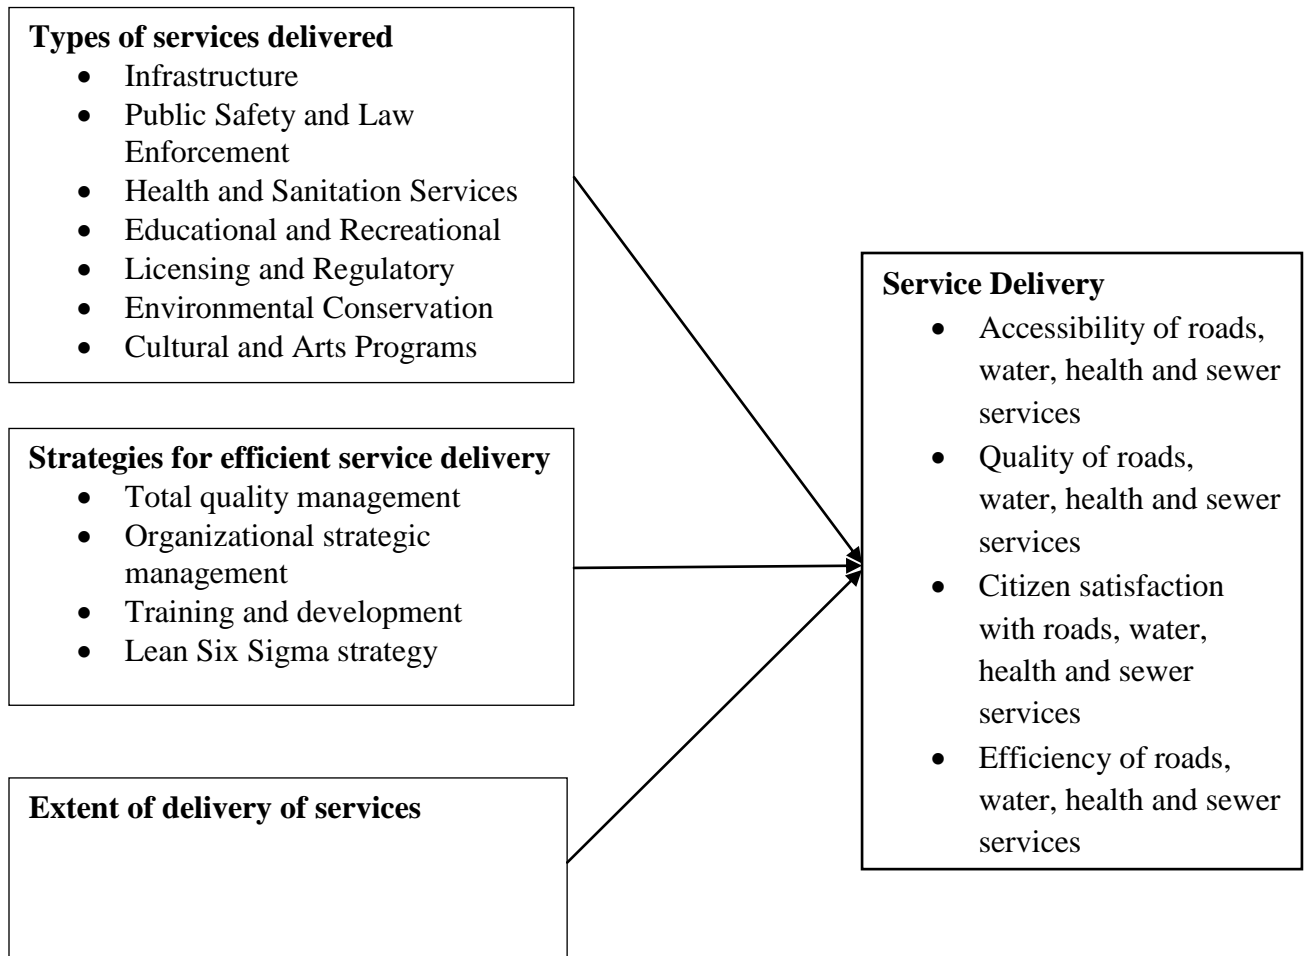 Types of services delivered
• Infrastructure
• Public Safety and Law
Enforcement
• Health and Sanitation Services
• Educational and Recreational
• Licensing and Regulatory
• Environmental Conservation
• Cultural and Arts Programs
Strategies for efficient service delivery
• Total quality management
• Organizational strategic
management
• Training and development
• Lean Six Sigma strategy
Extent of delivery of services
Service Delivery
• Accessibility of roads,
water, health and sewer
services
• Quality of roads,
water, health and sewer
services
• Citizen satisfaction
with roads, water,
health and sewer
services
• Efficiency of roads,
water, health and sewer
services